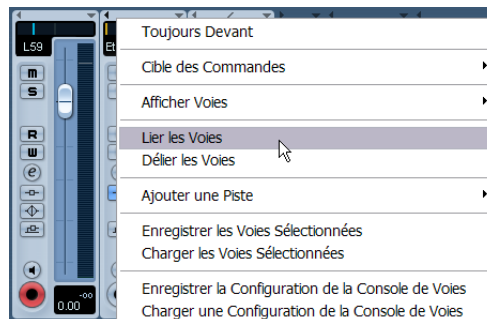 L59
Et
m
S
R
W
e
0.00
-oo
Toujours Devant
Cible des Commandes
Afficher Voies
Lier les Voies
Délier les Voies
Ajouter une Piste
Enregistrer les Voies Sélectionnées
Charger les Voies Sélectionnées
Enregistrer la Configuration de la Console de Voies
Charger une Configuration de la Console de Voies